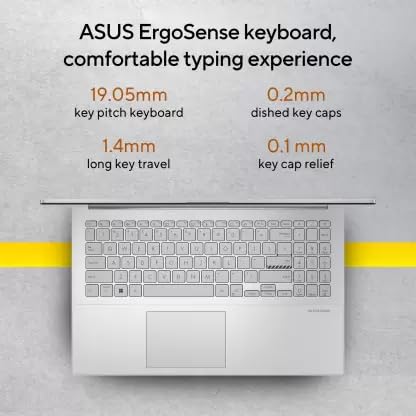 ASUS ErgoSense keyboard,
comfortable typing experience
19.05mm
key pitch keyboard
0.2mm
dished key caps
1.4mm
long key travel
0.1 mm
key cap relief